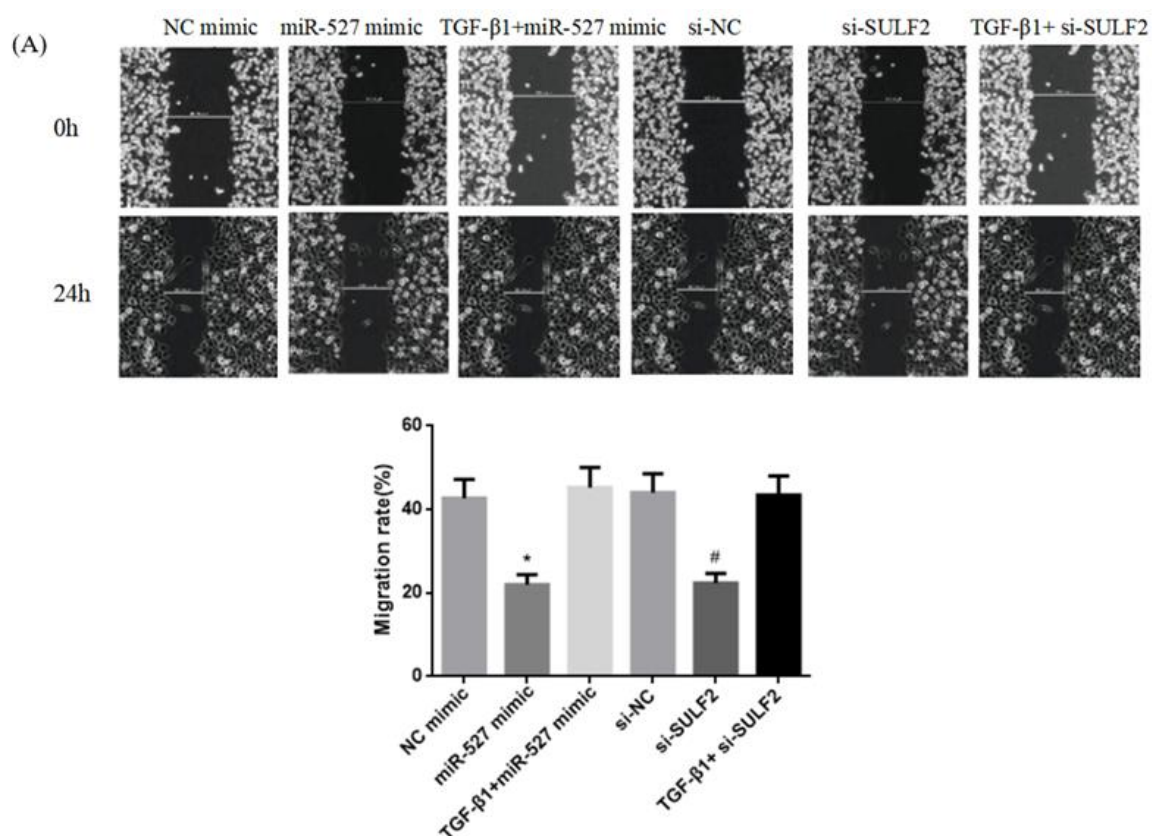 (A)
NC mimic miR-527 mimic TGF-β1+miR-527 mimic si-NC si-SULF2 TGF-β1+ si-SULF2
0h
24h
60
40
20
0
Migration rate(%)
*
#
NC mimic
miR-527 mimic
TGF-β1+miR-527 mimic
si-NC
si-SULF2
TGF-β1+ si-SULF2